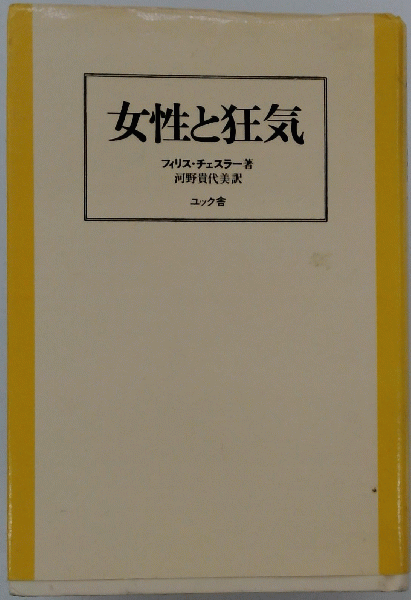 女性と狂気
フィリス・チェスラー著
河野貴代美訳
ユック舎